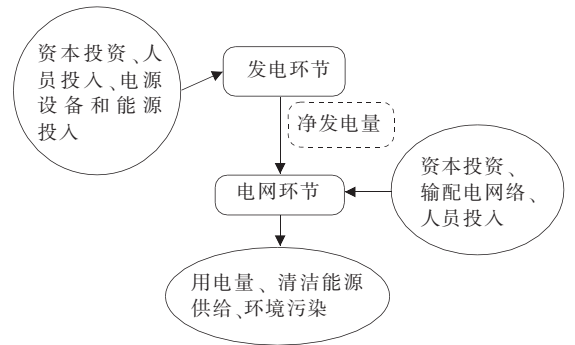 资本投资、人
员投入、电源
设备和能源
投入
发电环节
净发电量
电网环节
资本投资、
输配电网络、
人员投入
用电量、清洁能源
供给、环境污染